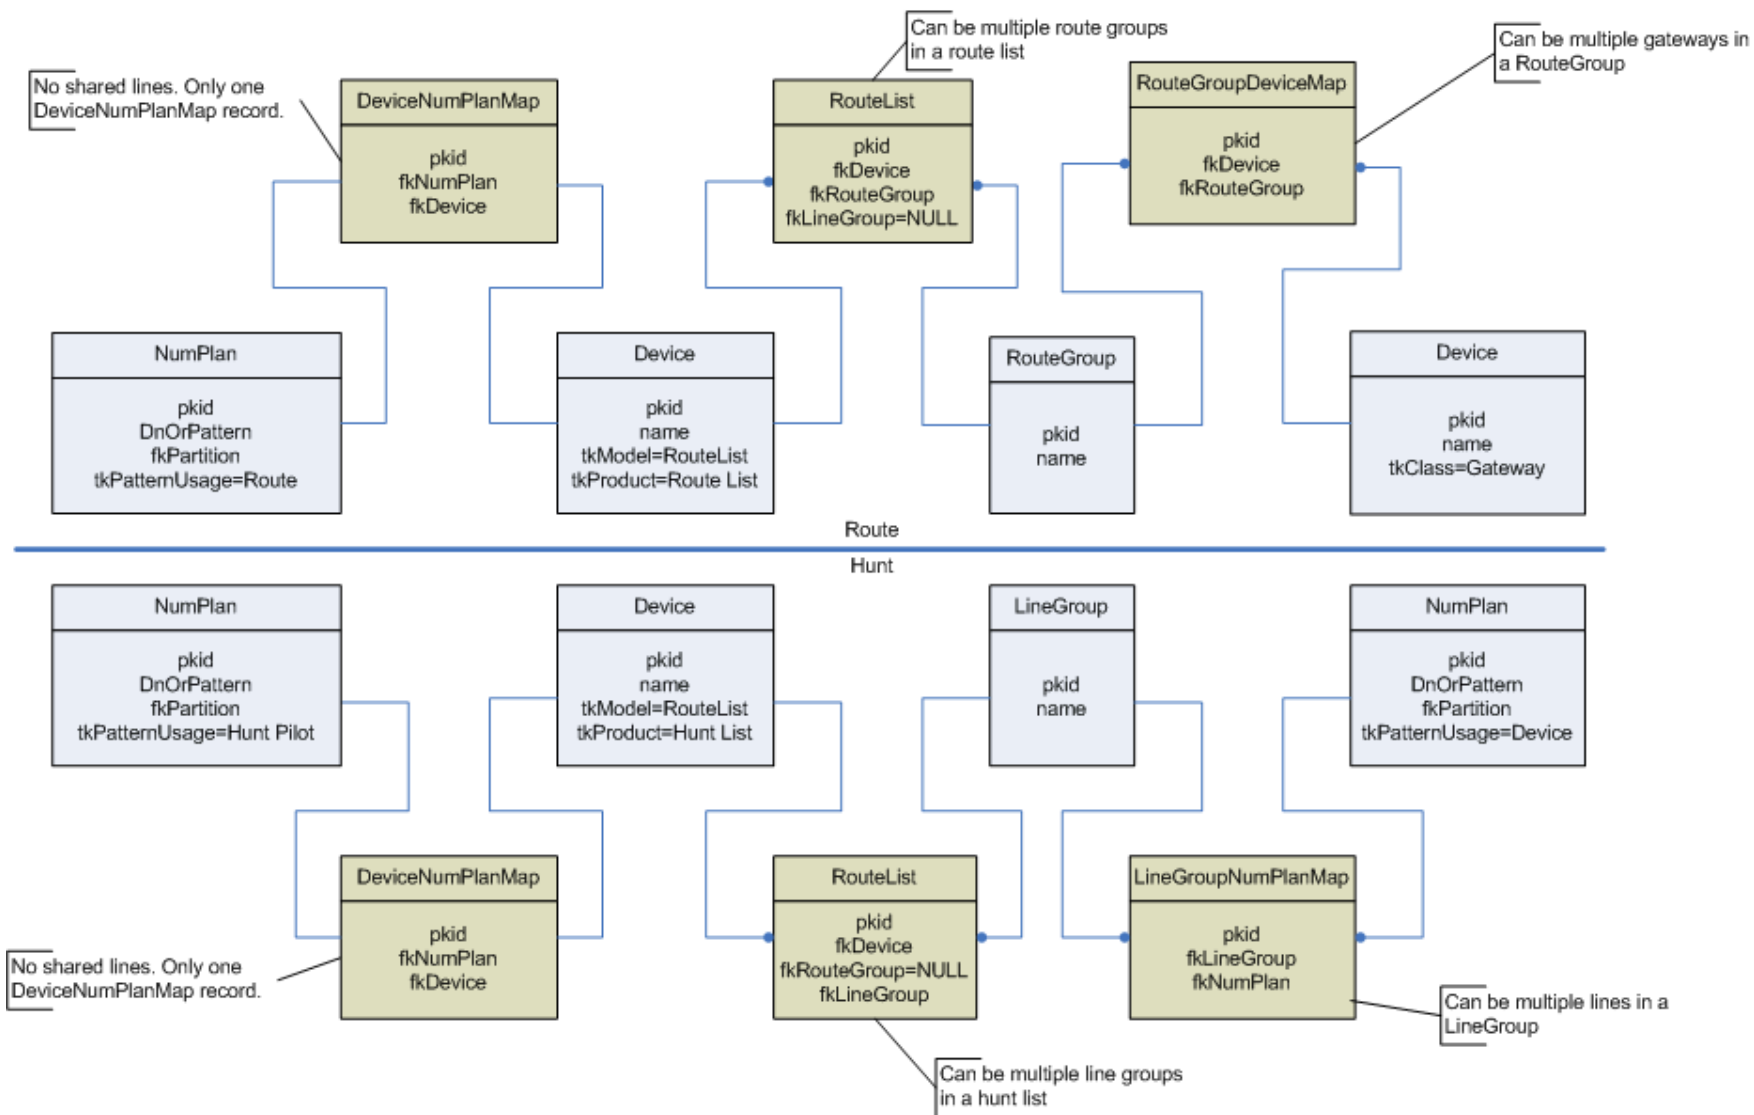 Can be multiple route groups
in a route list
Can be multiple gateways in
a RouteGroup
No shared lines. Only one
DeviceNumPlanMap record.
DeviceNumPlanMap
pkid
fkNumPlan
fkDevice
RouteList
pkid
fkDevice
fkRouteGroup
fkLineGroup=NULL
RouteGroupDeviceMap
pkid
fkDevice
fkRouteGroup
NumPlan
pkid
DnOrPattern
fkPartition
tkPatternUsage=Route
Device
pkid
name
tkModel=RouteList
tkProduct=Route List
RouteGroup
pkid
name
Device
pkid
name
tkClass=Gateway
Route
Hunt
NumPlan
pkid
DnOrPattern
fkPartition
tkPatternUsage=Hunt Pilot
Device
pkid
name
tkModel=RouteList
tkProduct=Hunt List
LineGroup
pkid
name
NumPlan
pkid
DnOrPattern
fkPartition
tkPatternUsage=Device
DeviceNumPlanMap
pkid
fkNumPlan
fkDevice
RouteList
pkid
fkDevice
fkRouteGroup=NULL
fkLineGroup
LineGroupNumPlanMap
pkid
fkLineGroup
fkNumPlan
No shared lines. Only one
DeviceNumPlanMap record.
Can be multiple lines in a
LineGroup
Can be multiple line groups
in a hunt list